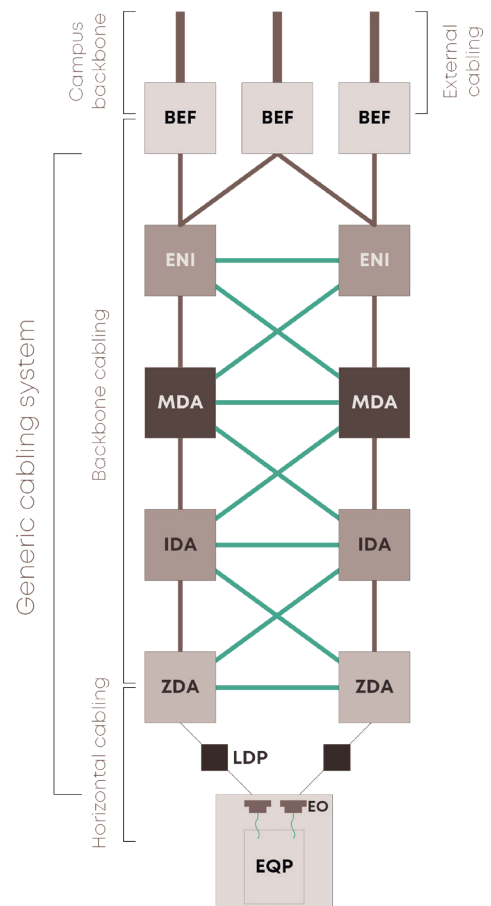 Campus
backbone
External
cabling
BEF
BEF
BEF
Generic cabling system
Backbone cabling
ENI
ENI
MDA
MDA
IDA
IDA
ZDA
ZDA
Horizontal cabling
LDP
EO
EQP